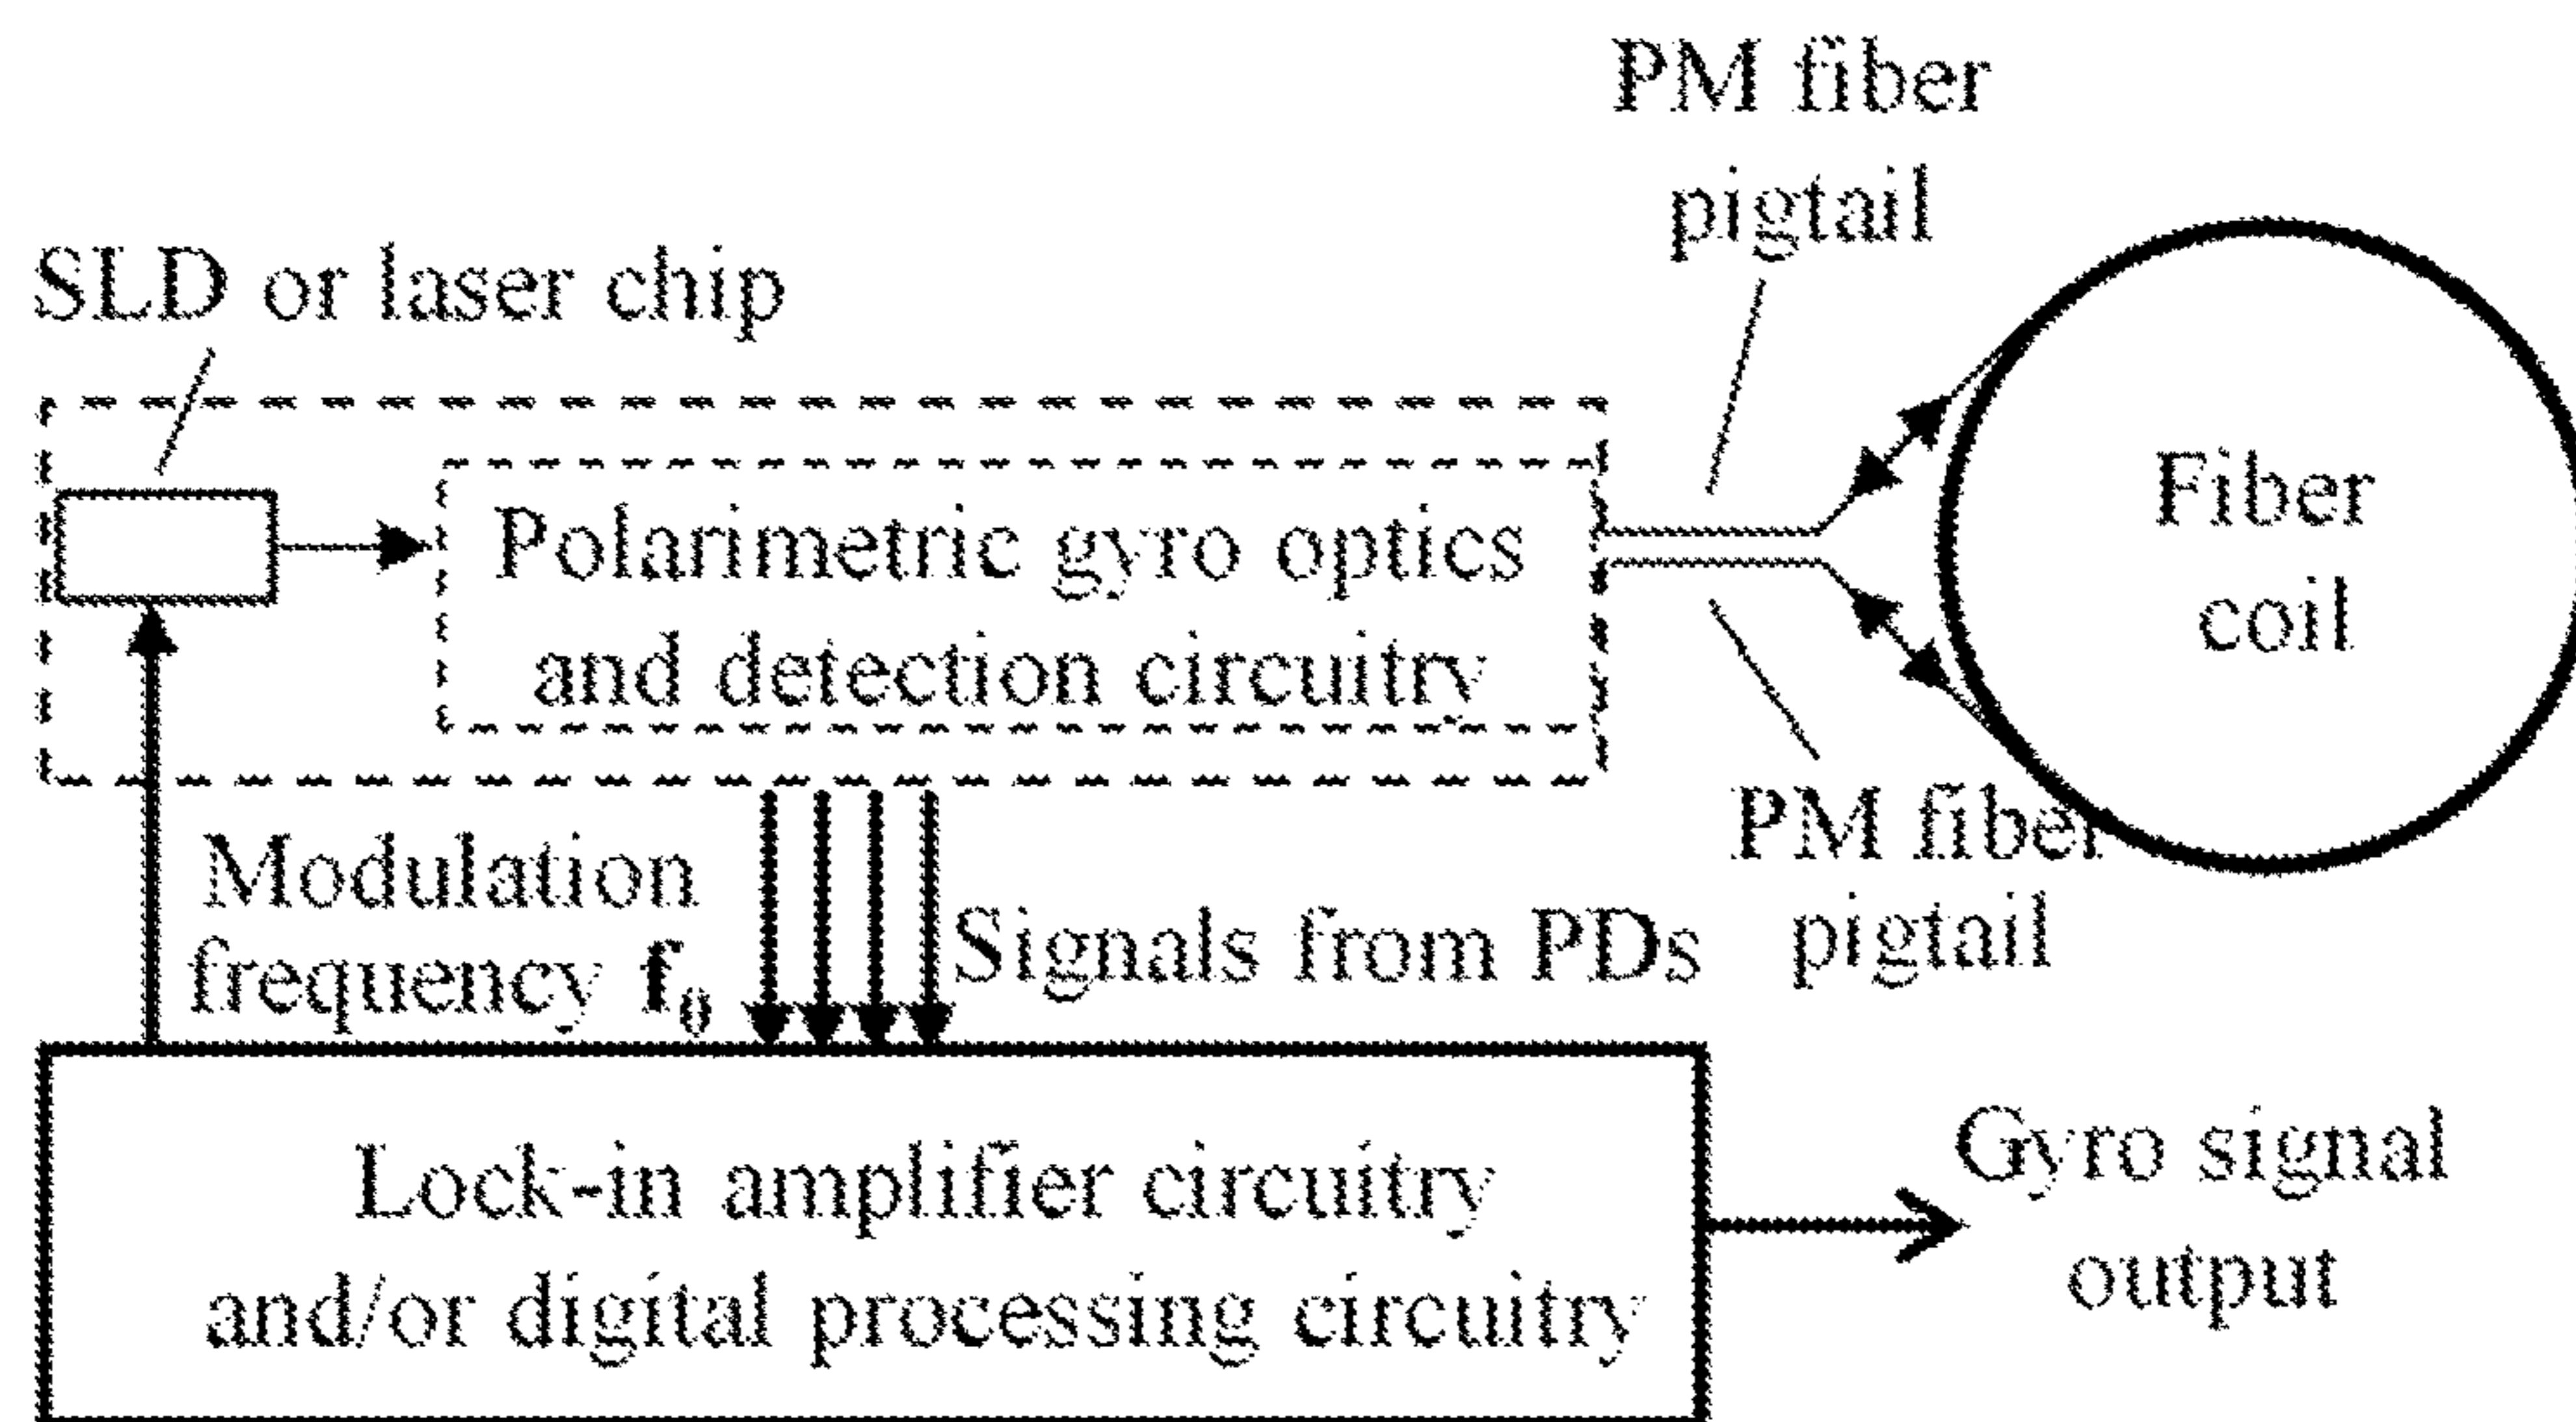 PM fiber
pigtail
SLD or laser chip
Polarimetric gyro optics
and detection circuitry
Fiber
coil
PM fiber
pigtail
Modulation
frequency f₀
Signals from PDs
Lock-in amplifier circuitry
and/or digital processing circuitry
Gyro signal
output